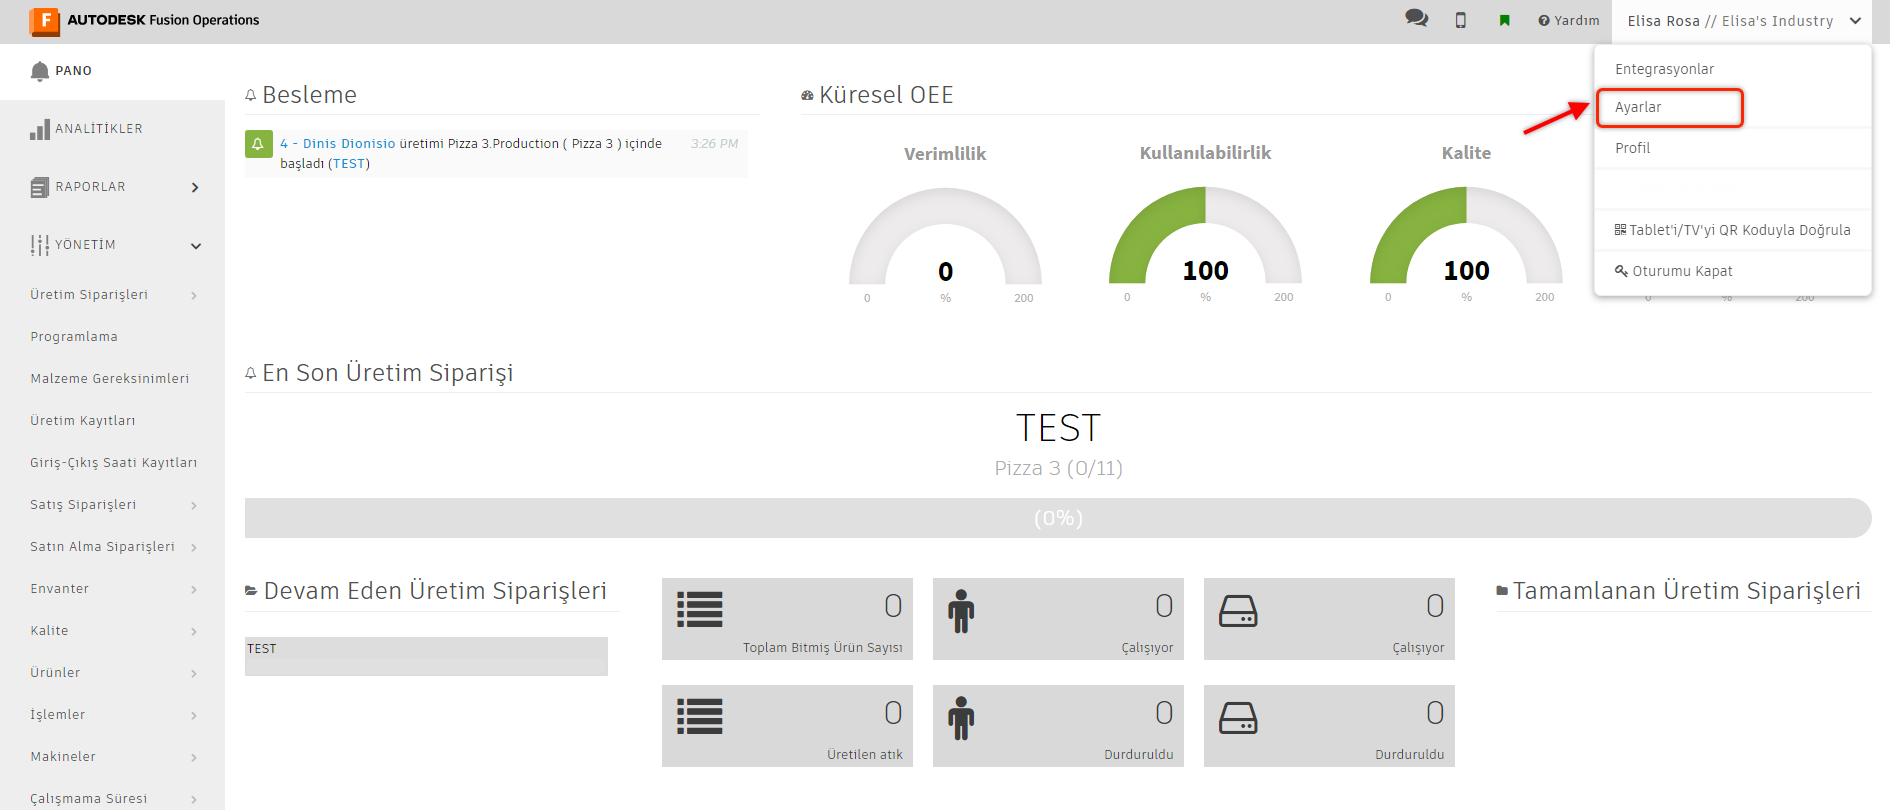 AUTODESK Fusion Operations
Yardım
Elisa Rosa // Elisa's Industry
Entegrasyonlar
Ayarlar
Profil
Tablet'i/TV'yi QR Koduyla Doğrula
Oturumu Kapat
PANO
ANALİTİKLER
RAPORLAR
YÖNETİM
Üretim Siparişleri
Programlama
Malzeme Gereksinimleri
Üretim Kayıtları
Giriş-Çıkış Saati Kayıtları
Satış Siparişleri
Satın Alma Siparişleri
Envanter
Kalite
Ürünler
İşlemler
Makineler
Çalışmama Süresi
Besleme
4 - Dinis Dionisio üretimi Pizza 3.Production ( Pizza 3 ) içinde
başladı (TEST)
3:26 PM
Küresel OEE
Verimlilik
0
0 % 200
Kullanılabilirlik
100
0 % 200
Kalite
100
0 % 200
0 % 200
En Son Üretim Siparişi
TEST
Pizza 3 (0/11)
(0%)
Devam Eden Üretim Siparişleri
TEST
0
Toplam Bitmiş Ürün Sayısı
0
Çalışıyor
0
Çalışıyor
0
Üretilen atık
0
Durduruldu
0
Durduruldu
Tamamlanan Üretim Siparişleri